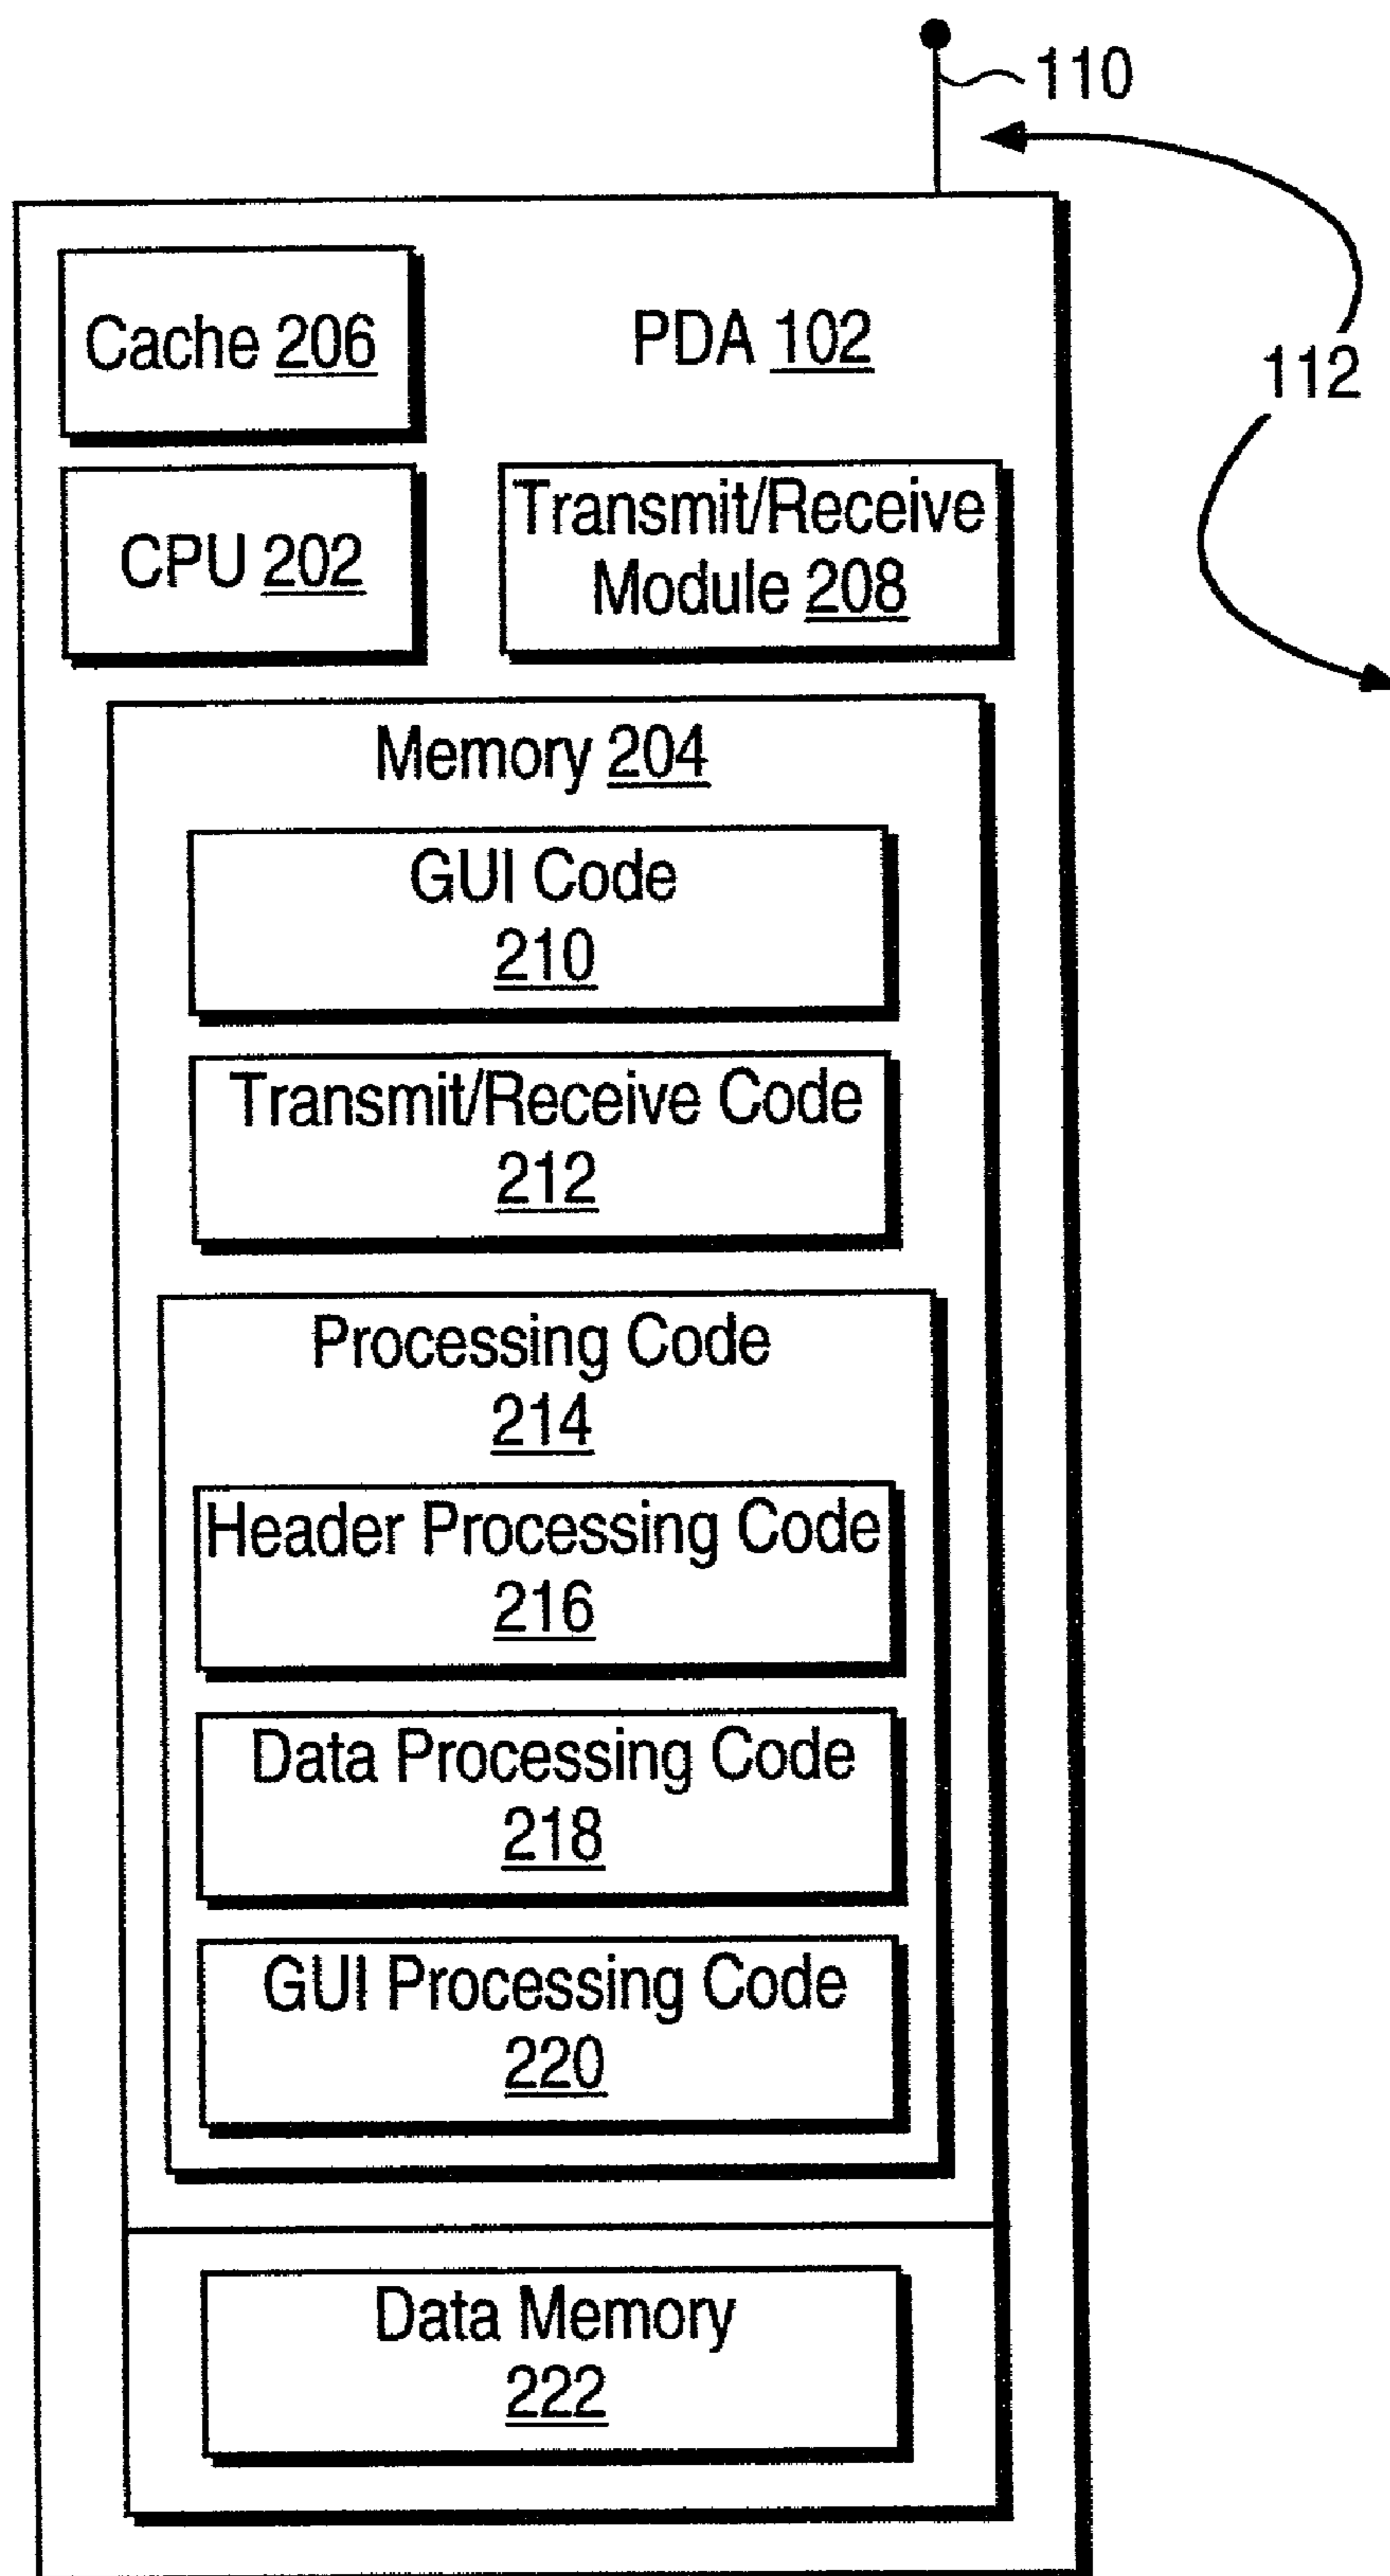 110
Cache 206
PDA 102
112
CPU 202
Transmit/Receive
Module 208
Memory 204
GUI Code
210
Transmit/Receive Code
212
Processing Code
214
Header Processing Code
216
Data Processing Code
218
GUI Processing Code
220
Data Memory
222